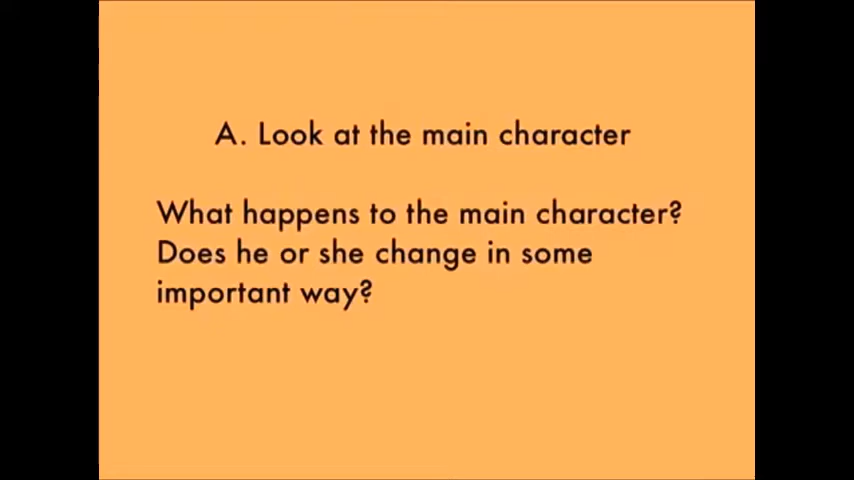 A. Look at the main character
What happens to the main character?
Does he or she change in some
important way?